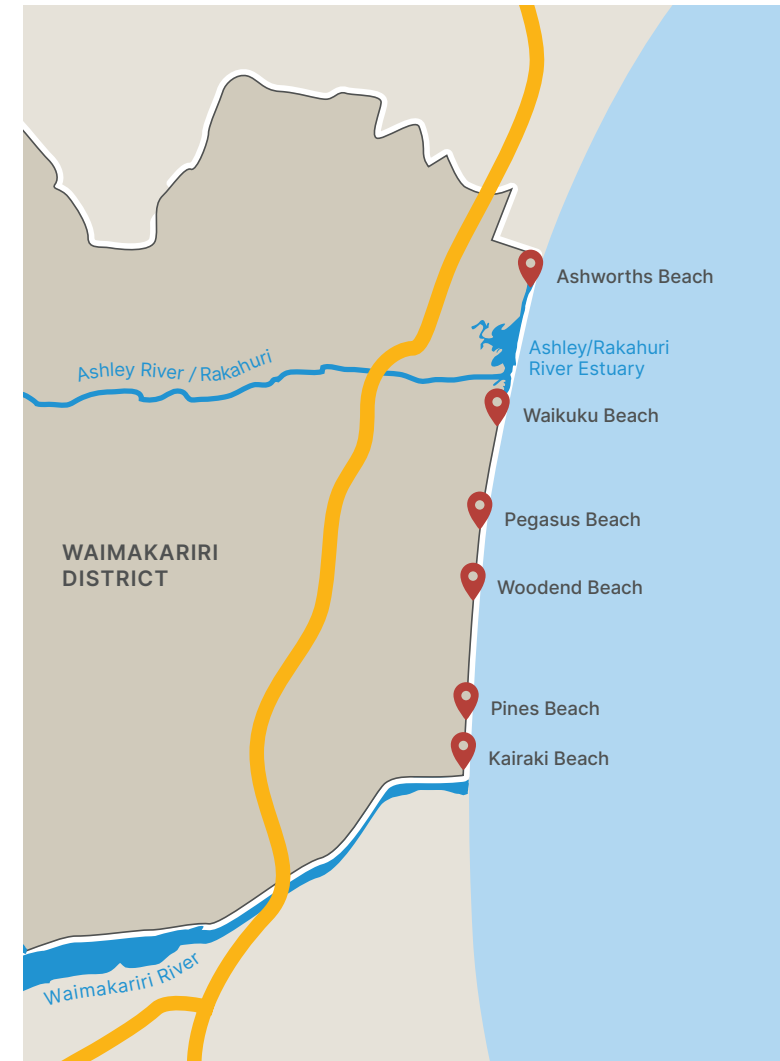 Ashworths Beach
Ashley/Rakahuri
River Estuary
Ashley River / Rakahuri
Waikuku Beach
Pegasus Beach
WAIMAKARIRI
DISTRICT
Woodend Beach
Pines Beach
Kairaki Beach
Waimakariri River